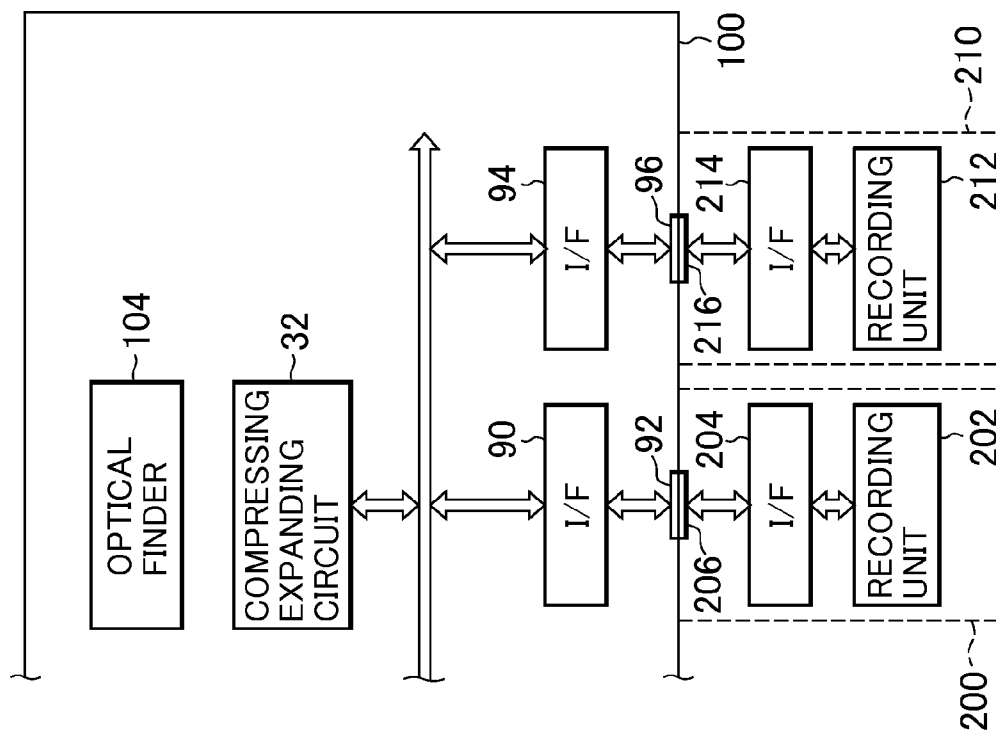 104
OPTICAL
FINDER
32
COMPRESSING
EXPANDING
CIRCUIT
90
I/F
94
I/F
92
206
96
216
100
204
I/F
214
I/F
202
RECORDING
UNIT
212
RECORDING
UNIT
200
210